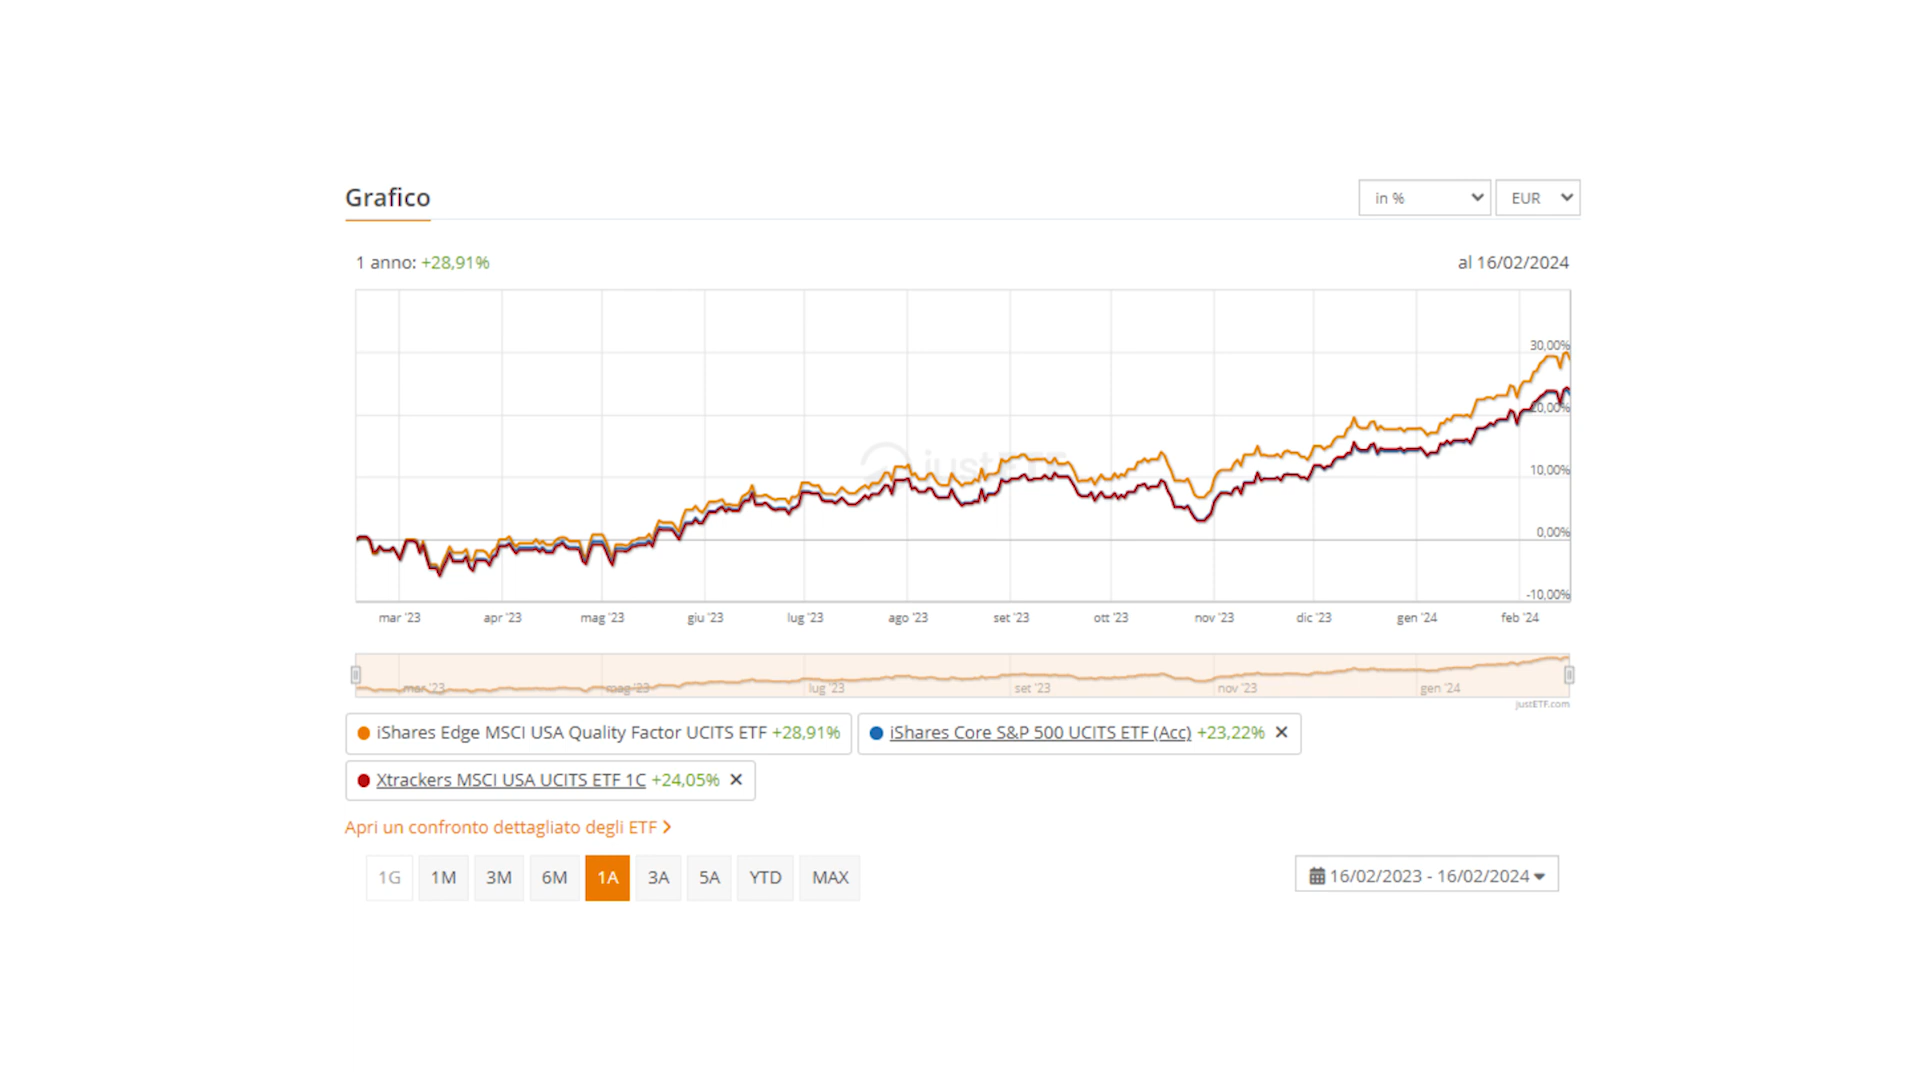 Grafico
in %
EUR
1 anno: +28,91%
al 16/02/2024
justETF
30,00%
20,00%
10,00%
0,00%
-10,00%
mar '23 apr '23 mag '23 giu '23 lug '23 ago '23 set '23 ott '23 nov '23 dic '23 gen '24 feb '24
mar '23 mag '23 lug '23 set '23 nov '23 gen '24
justETF.com
iShares Edge MSCI USA Quality Factor UCITS ETF +28,91%
iShares Core S&P 500 UCITS ETF (Acc) +23,22% ✕
Xtrackers MSCI USA UCITS ETF 1C +24,05% ✕
Apri un confronto dettagliato degli ETF >
1G 1M 3M 6M 1A 3A 5A YTD MAX
16/02/2023 - 16/02/2024